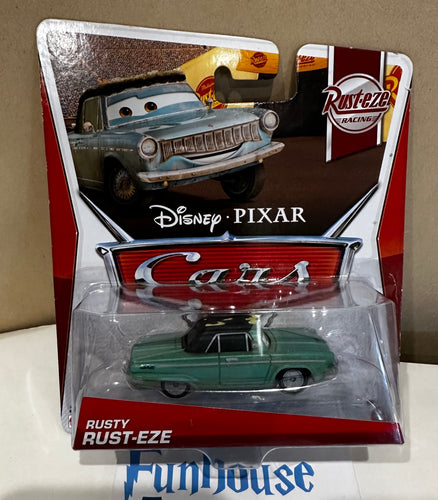 Rust-eze
RACING
Disney · PIXAR
Cars
RUSTY
RUST-EZE
Funhouse